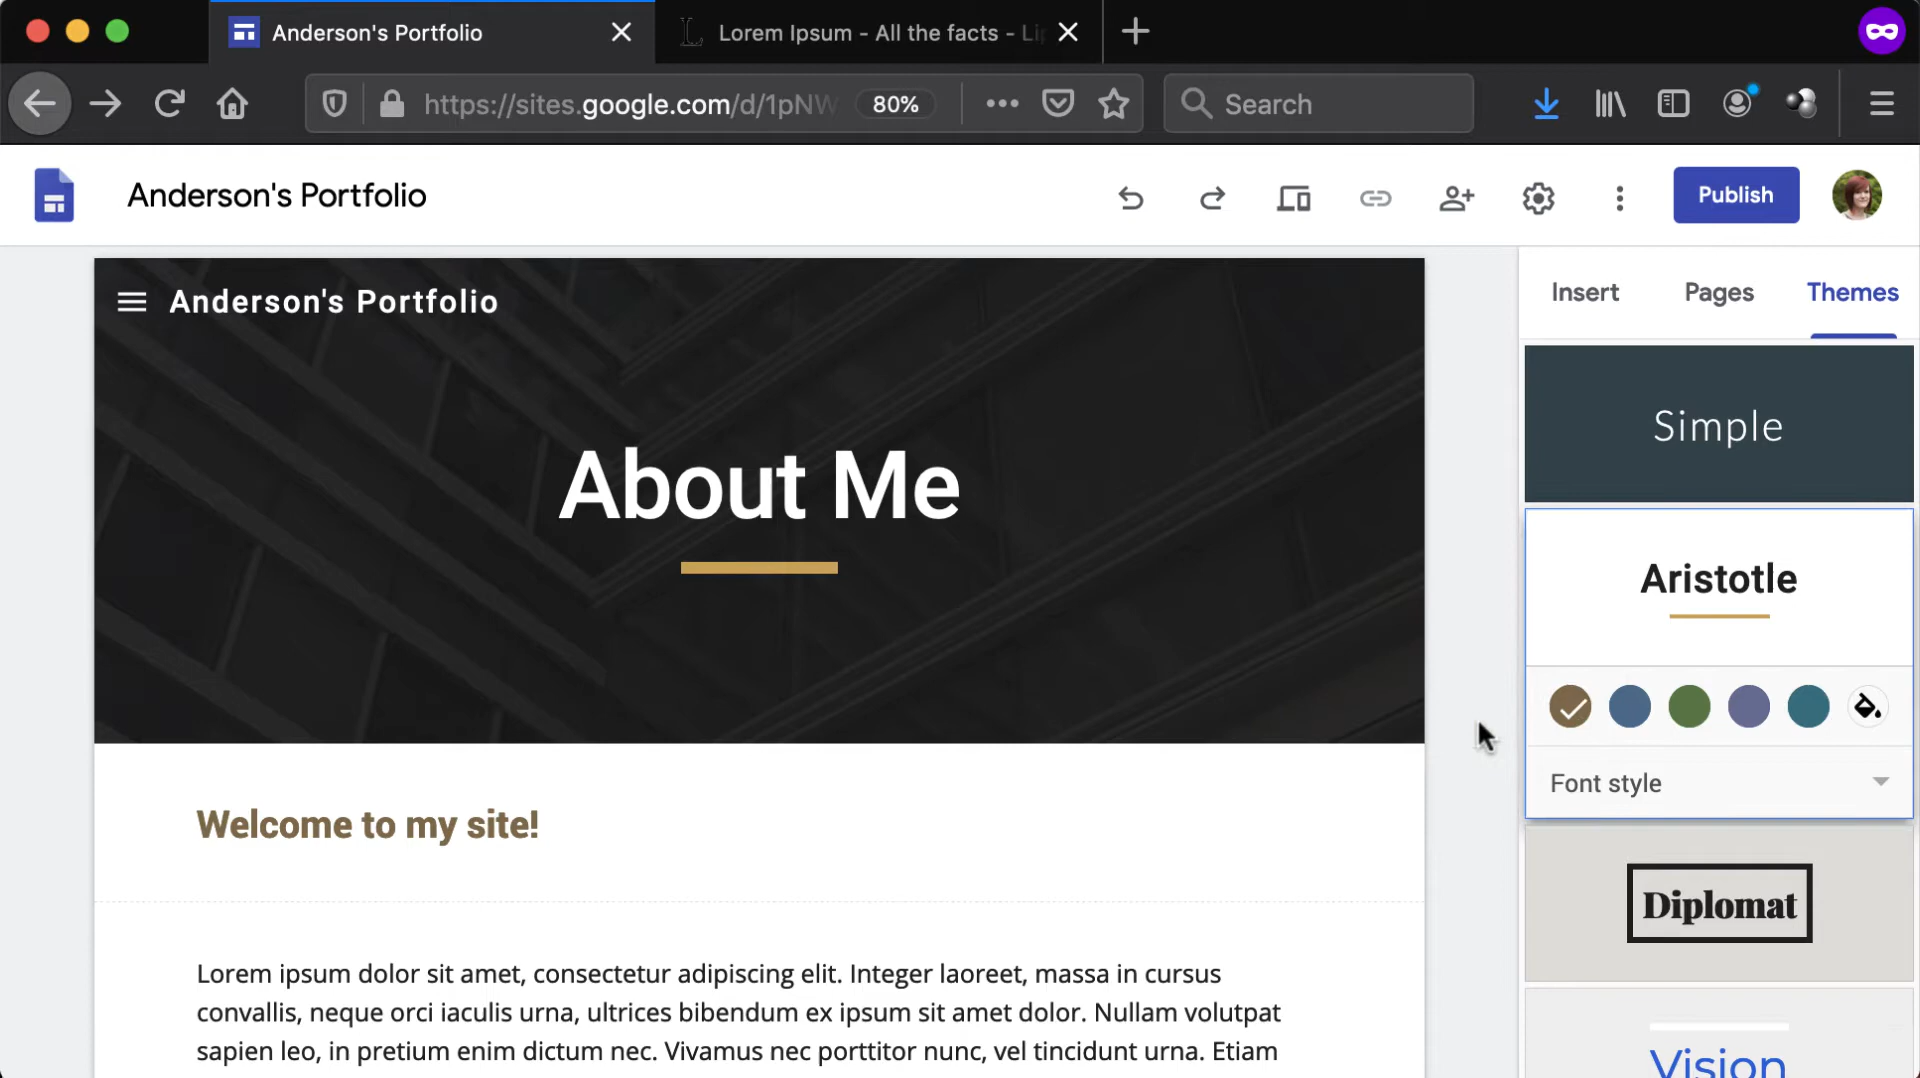 Anderson's Portfolio
Lorem Ipsum - All the facts - Li
https://sites.google.com/d/1pNW
80%
Search
Anderson's Portfolio
Publish
Anderson's Portfolio
About Me
Insert
Pages
Themes
Simple
Aristotle
Font style
Diplomat
Vision
Welcome to my site!
Lorem ipsum dolor sit amet, consectetur adipiscing elit. Integer laoreet, massa in cursus
convallis, neque orci iaculis urna, ultrices bibendum ex ipsum sit amet dolor. Nullam volutpat
sapien leo, in pretium enim dictum nec. Vivamus nec porttitor nunc, vel tincidunt urna. Etiam